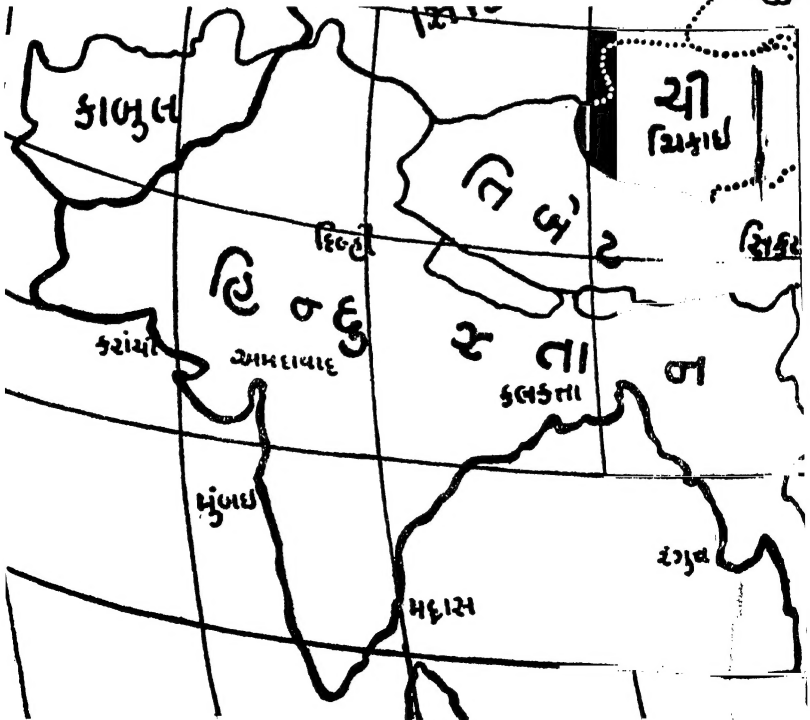 કાબુલ
ચી
તિબેટ
દિલ્હી
હિન્દુસ્તાન
કરાંચી
અમદાવાદ
કલકત્તા
મુંબઇ
રંગુન
મદ્રાસ